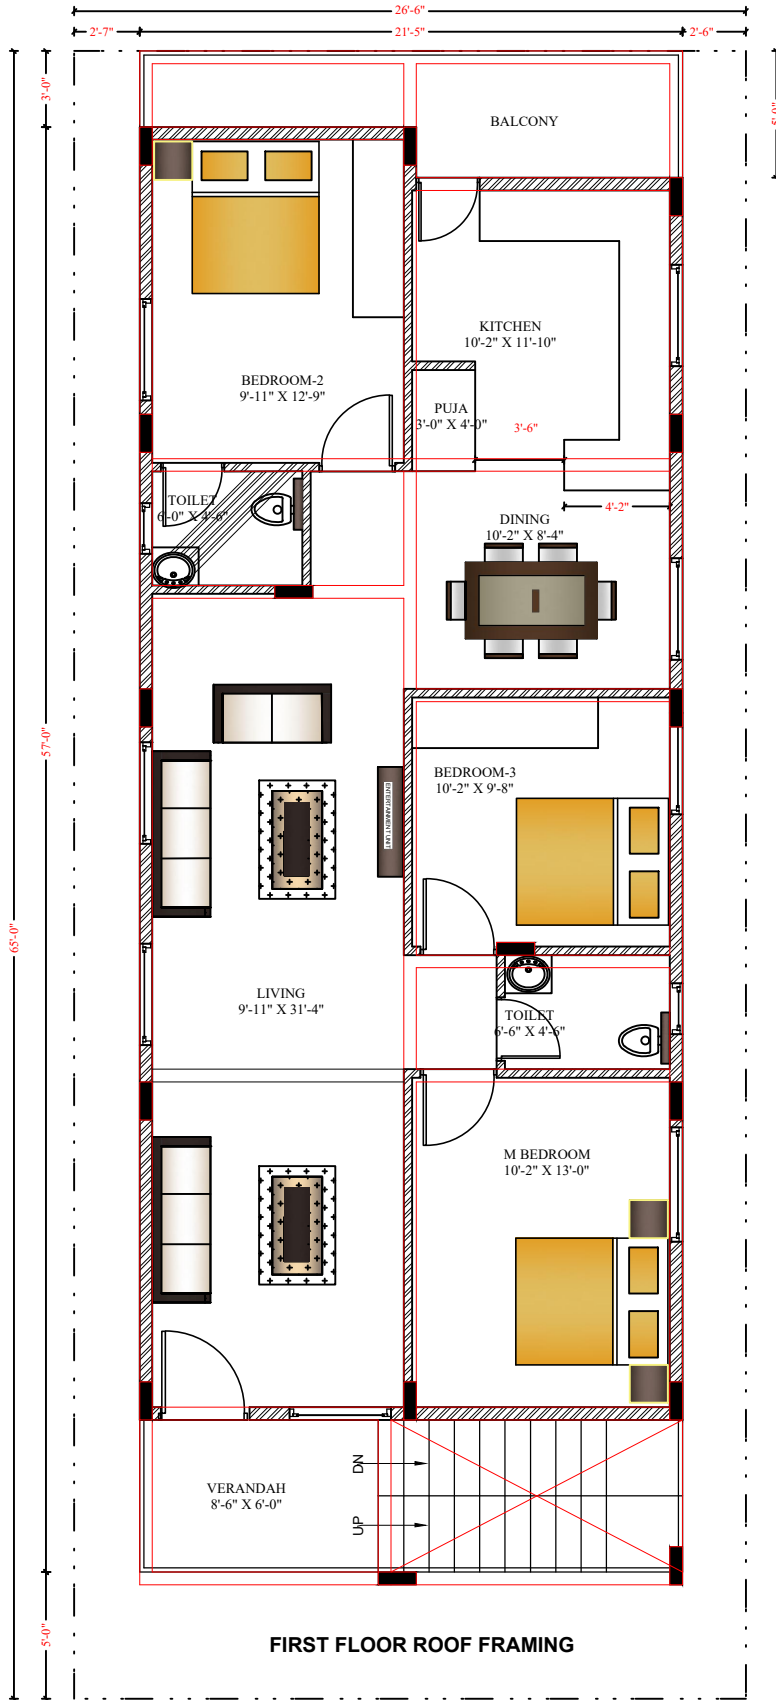 26'-6"
2'-7"
21'-5"
2'-6"
3'-0"
5'-0"
BALCONY
KITCHEN
10'-2" X 11'-10"
BEDROOM-2
9'-11" X 12'-9"
PUJA
3'-0" X 4'-0"
3'-6"
TOILET
6'-0" X 4'-6"
4'-2"
DINING
10'-2" X 8'-4"
57'-0"
BEDROOM-3
10'-2" X 9'-8"
ENTERTAINMENT UNIT
65'-0"
LIVING
9'-11" X 31'-4"
TOILET
6'-6" X 4'-6"
M BEDROOM
10'-2" X 13'-0"
DN
VERANDAH
8'-6" X 6'-0"
UP
5'-0"
FIRST FLOOR ROOF FRAMING